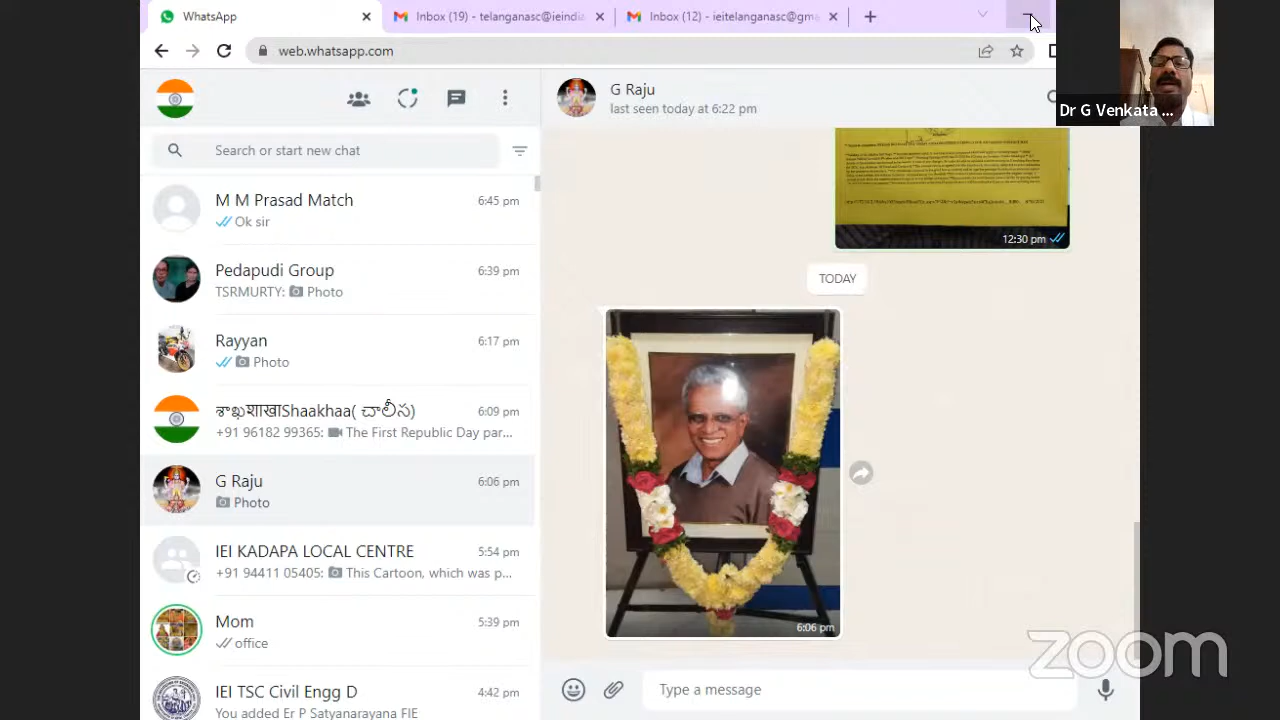 WhatsApp
Inbox (19) - telanganasc@ieindi
Inbox (12) - ieitelanganasc@gma
web.whatsapp.com
Dr G Venkata ...
G Raju
last seen today at 6:22 pm
Search or start new chat
M M Prasad Match
6:45 pm
Ok sir
Pedapudi Group
6:39 pm
TSRMURTY: Photo
Rayyan
6:17 pm
Photo
శాఖशाखाShaakhaa( చాలీస)
6:09 pm
+91 96182 99365: The First Republic Day par...
G Raju
6:06 pm
Photo
IEI KADAPA LOCAL CENTRE
5:54 pm
+91 94411 05405: This Cartoon, which was p...
Mom
5:39 pm
office
IEI TSC Civil Engg D
4:42 pm
You added Er P Satyanarayana FIE
12:30 pm
TODAY
6:06 pm
Type a message
zoom